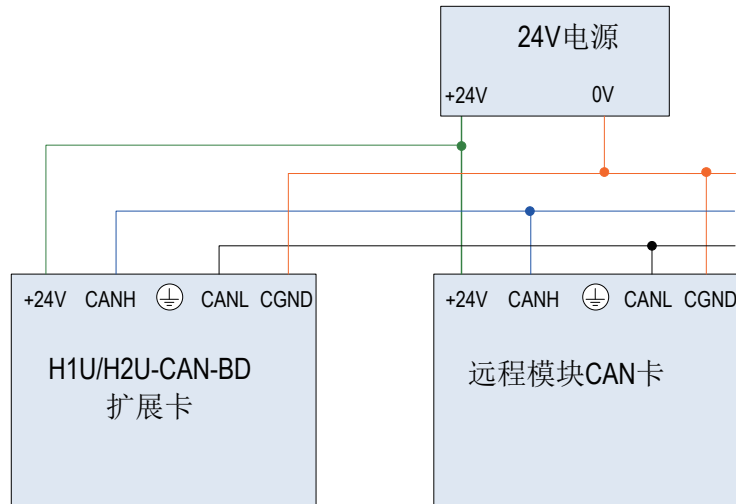 24V电源
+24V 0V
+24V CANH CANL CGND
+24V CANH CANL CGND
H1U/H2U-CAN-BD
扩展卡
远程模块CAN卡